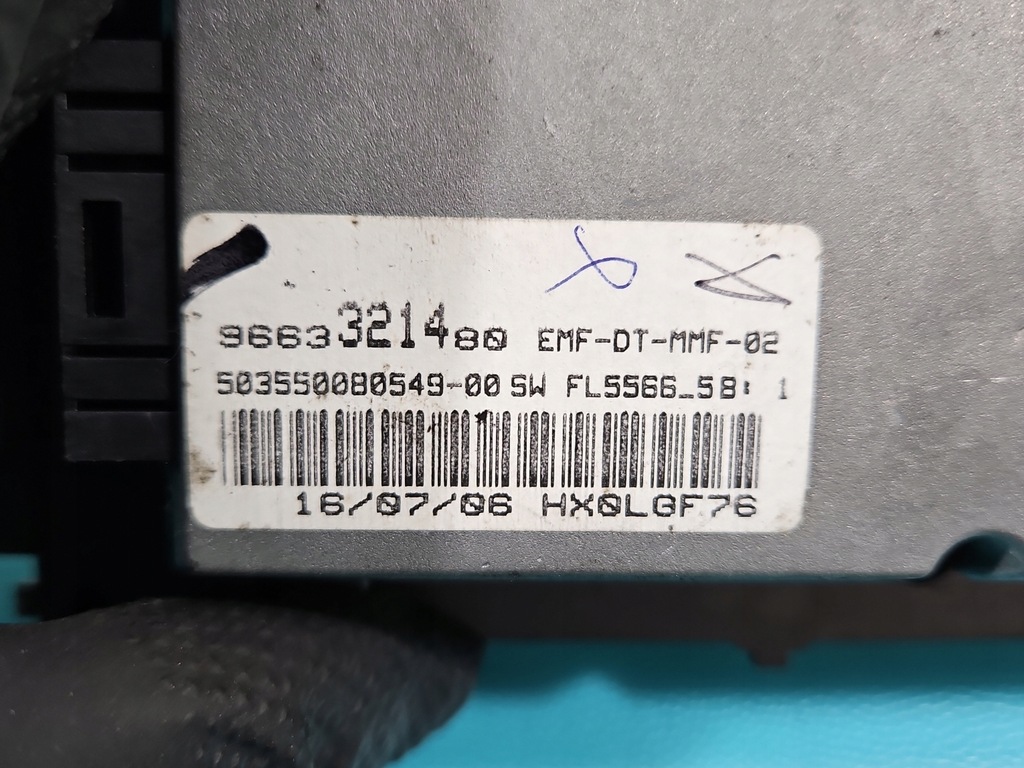 9663321480 EMF-DT-MMF-02
503550080549-00 SW FL5566_58: 1
16/07/06 HX0LGF76